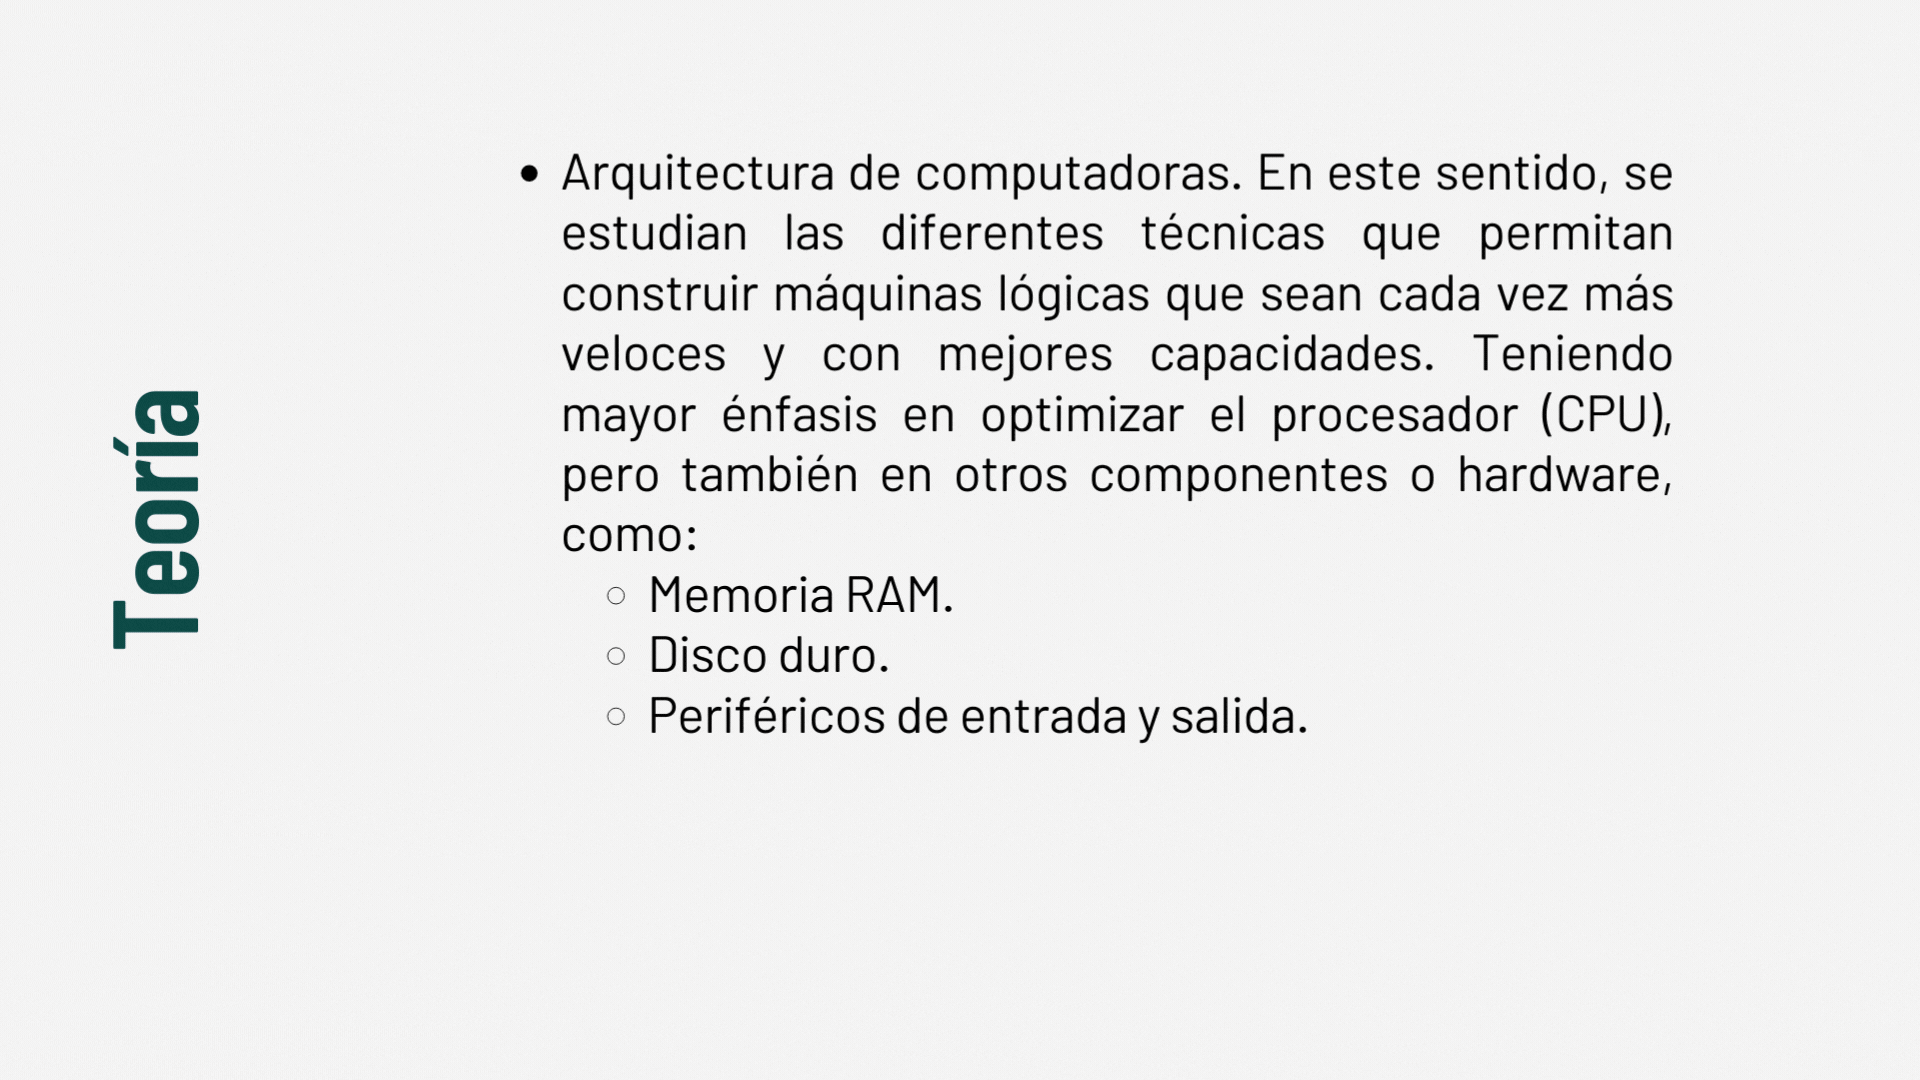 Teoría
• Arquitectura de computadoras. En este sentido, se
estudian las diferentes técnicas que permitan
construir máquinas lógicas que sean cada vez más
veloces y con mejores capacidades. Teniendo
mayor énfasis en optimizar el procesador (CPU),
pero también en otros componentes o hardware,
como:
○ Memoria RAM.
○ Disco duro.
○ Periféricos de entrada y salida.